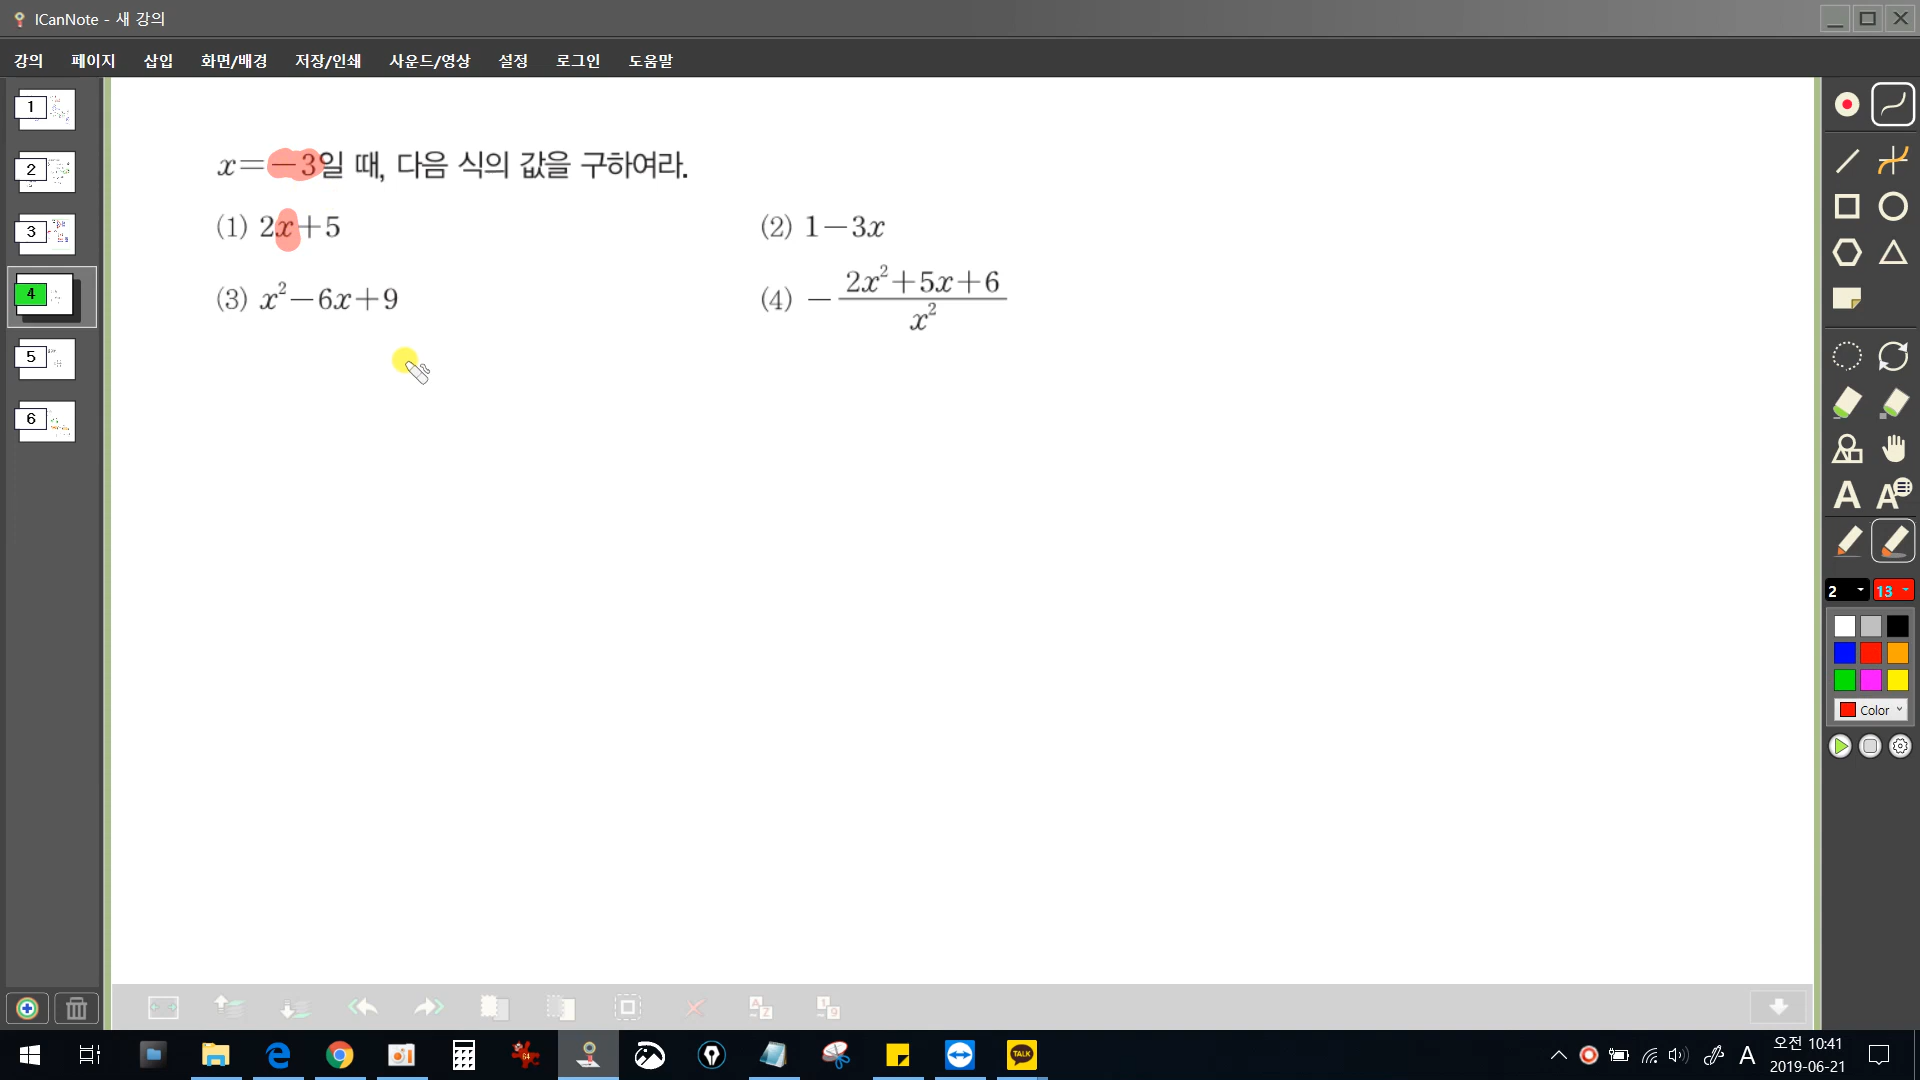 ICanNote - 새 강의
강의 페이지 삽입 화면/배경 저장/인쇄 사운드/영상 설정 로그인 도움말
1
2
3
4
5
6
x=-3일 때, 다음 식의 값을 구하여라.
(1) 2x+5 (2) 1-3x
(3) x²-6x+9 (4) -(2x²+5x+6)/x²
A A
2 13
Color
A Z 1 9
64
TALK
A 오전 10:41
2019-06-21